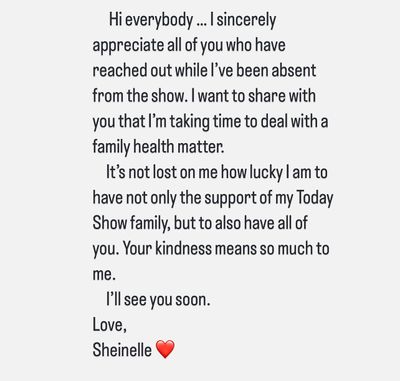 Hi everybody ... I sincerely
appreciate all of you who have
reached out while I've been absent
from the show. I want to share with
you that I'm taking time to deal with a
family health matter.
It's not lost on me how lucky I am to
have not only the support of my Today
Show family, but to also have all of
you. Your kindness means so much to
me.
I'll see you soon.
Love,
Sheinelle ❤️